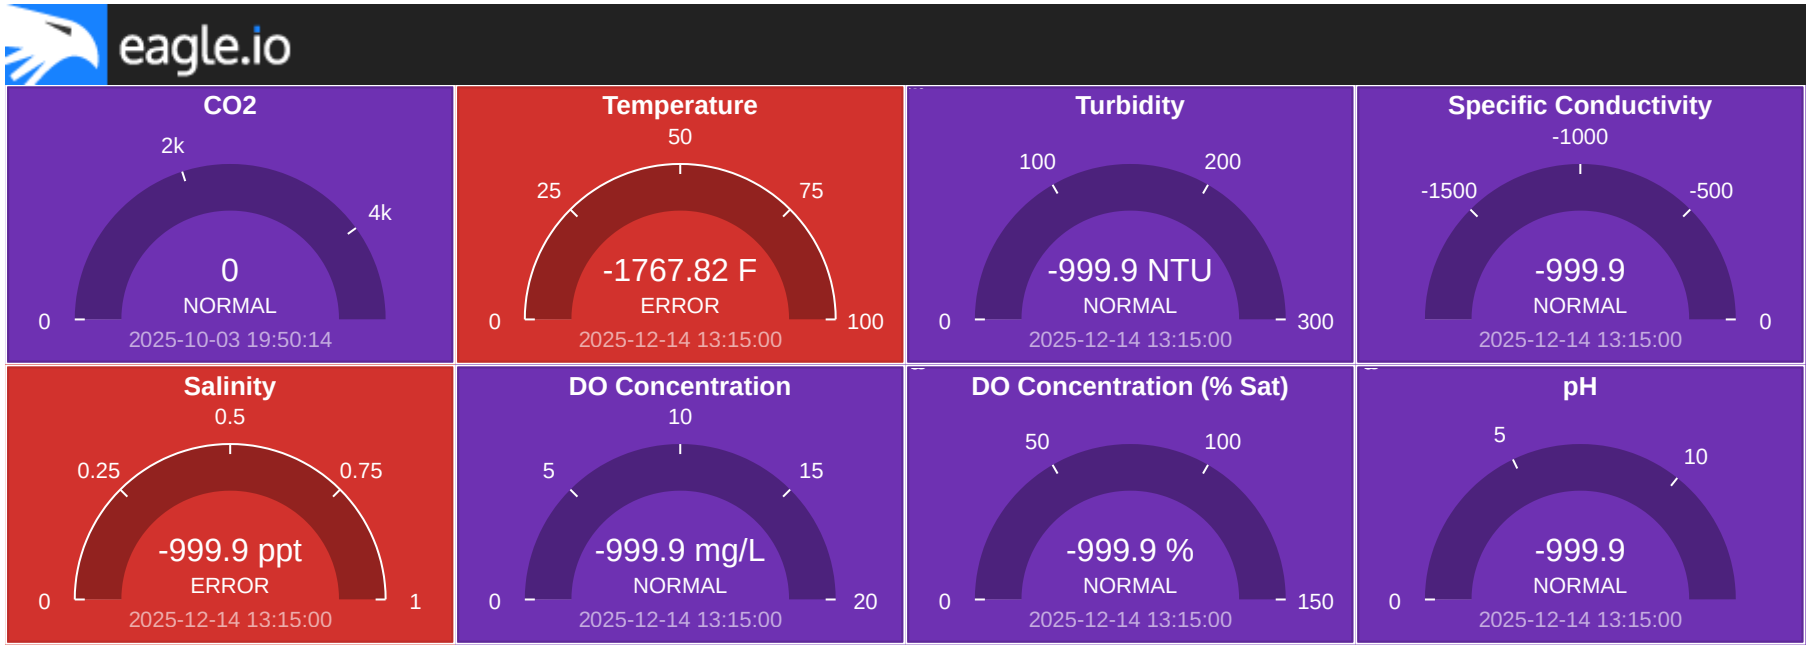 eagle.io
CO2
2k
4k
0
NORMAL
0
2025-10-03 19:50:14
Temperature
50
25
75
-1767.82 F
ERROR
0
100
2025-12-14 13:15:00
Turbidity
100
200
-999.9 NTU
NORMAL
0
300
2025-12-14 13:15:00
Specific Conductivity
-1000
-1500
-500
-999.9
NORMAL
0
2025-12-14 13:15:00
Salinity
0.5
0.25
0.75
-999.9 ppt
ERROR
0
1
2025-12-14 13:15:00
DO Concentration
10
5
15
-999.9 mg/L
NORMAL
0
20
2025-12-14 13:15:00
DO Concentration (% Sat)
50
100
-999.9 %
NORMAL
0
150
2025-12-14 13:15:00
pH
5
10
-999.9
NORMAL
0
2025-12-14 13:15:00